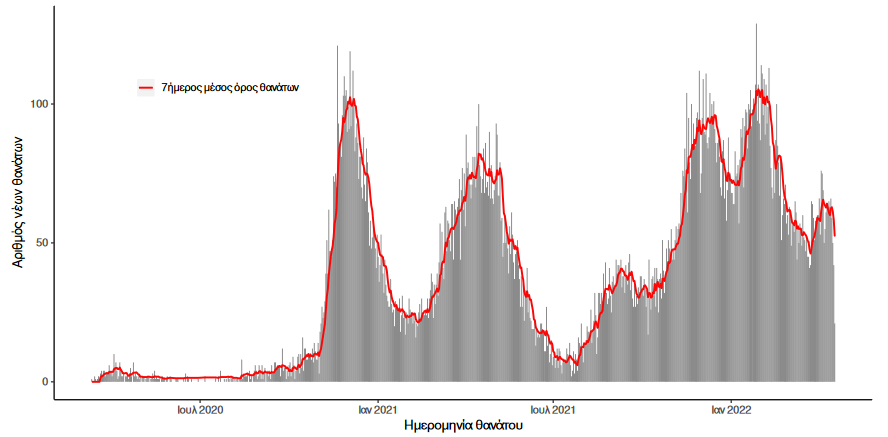 7ήμερος μέσος όρος θανάτων
Αριθμός νέων θανάτων
100
50
0
Ιουλ 2020
Ιαν 2021
Ιουλ 2021
Ιαν 2022
Ημερομηνία θανάτου